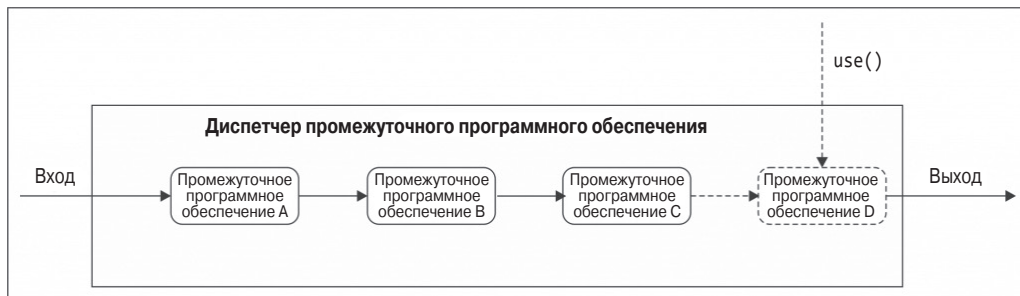 use()
Диспетчер промежуточного программного обеспечения
Вход
Промежуточное
программное
обеспечение A
Промежуточное
программное
обеспечение B
Промежуточное
программное
обеспечение C
Промежуточное
программное
обеспечение D
Выход